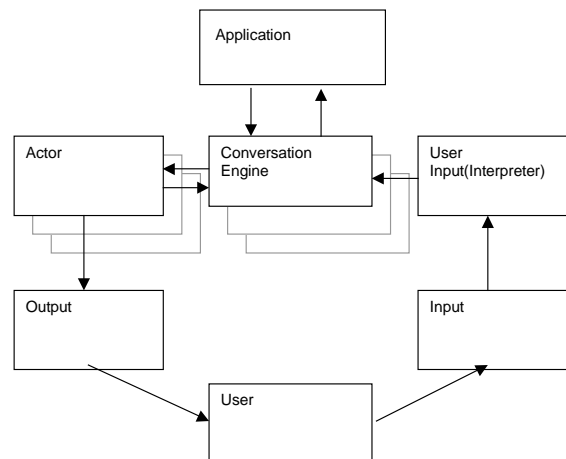 Application
Actor
Conversation
Engine
User
Input(Interpreter)
Output
Input
User